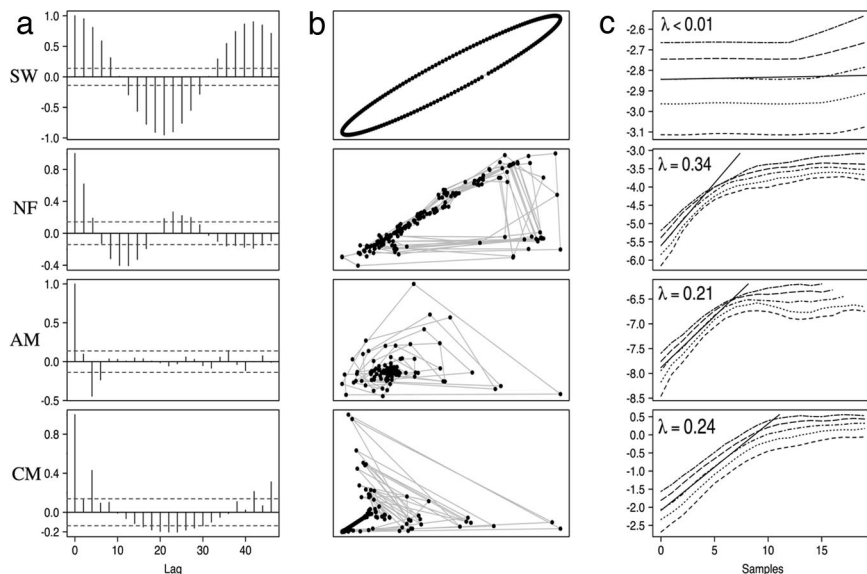 a
b
c
SW
1.0
0.5
0.0
-0.5
-1.0
λ < 0.01
-2.6
-2.7
-2.8
-2.9
-3.0
-3.1
NF
0.8
0.4
0.0
-0.4
λ = 0.34
-3.0
-3.5
-4.0
-4.5
-5.0
-5.5
-6.0
AM
1.0
0.5
0.0
-0.5
λ = 0.21
-6.5
-7.0
-7.5
-8.0
-8.5
CM
0.8
0.4
0.0
-0.2
λ = 0.24
0.5
0.0
-0.5
-1.0
-1.5
-2.0
-2.5
0 10 20 30 40
Lag
0 5 10 15
Samples